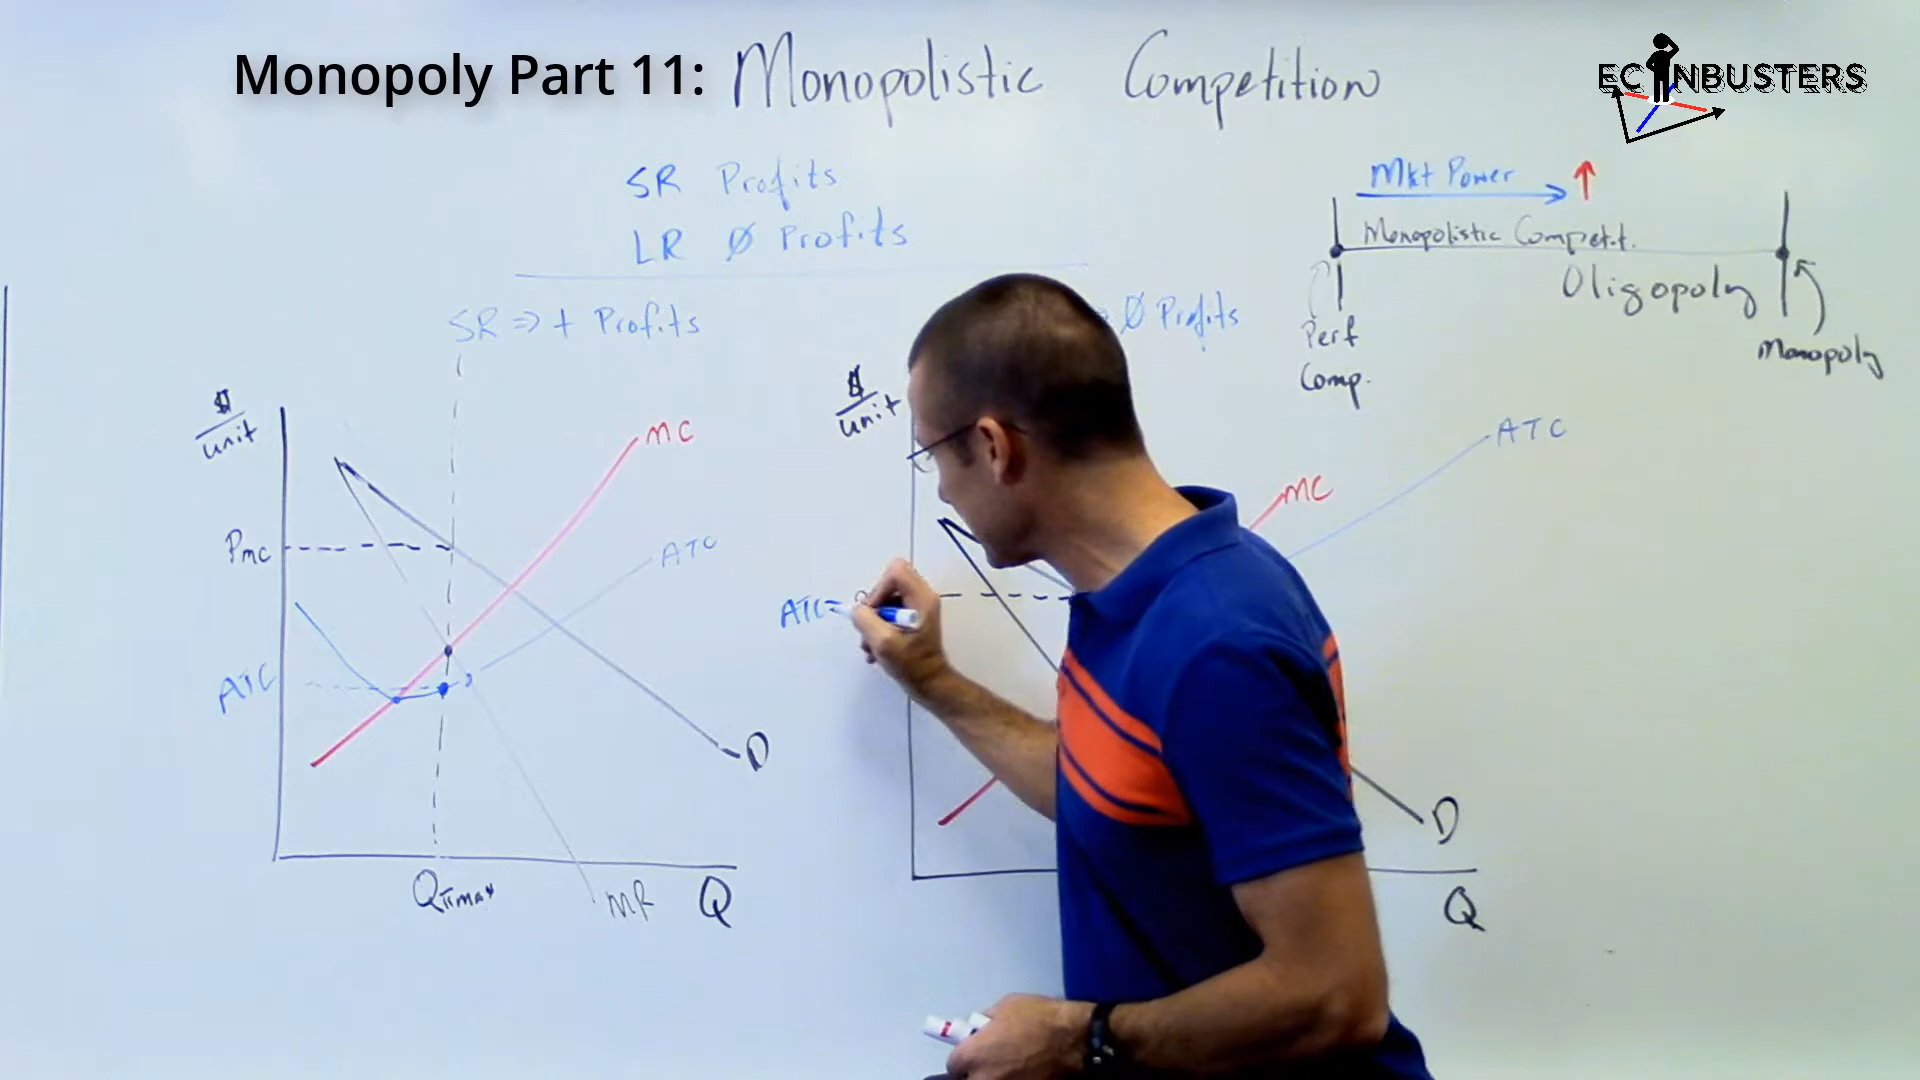 Monopoly Part 11: Monopolistic Competition
ECONBUSTERS
SR Profits
LR Ø Profits
Mkt Power
Monopolistic Competit.
Oligopoly
Perf
Comp.
Monopoly
SR => + Profits
Ø Profits
$
unit
MC
PMC
ATC
ATC
D
Qπmax
MR
Q
$
unit
ATC
MC
ATC=
D
Q